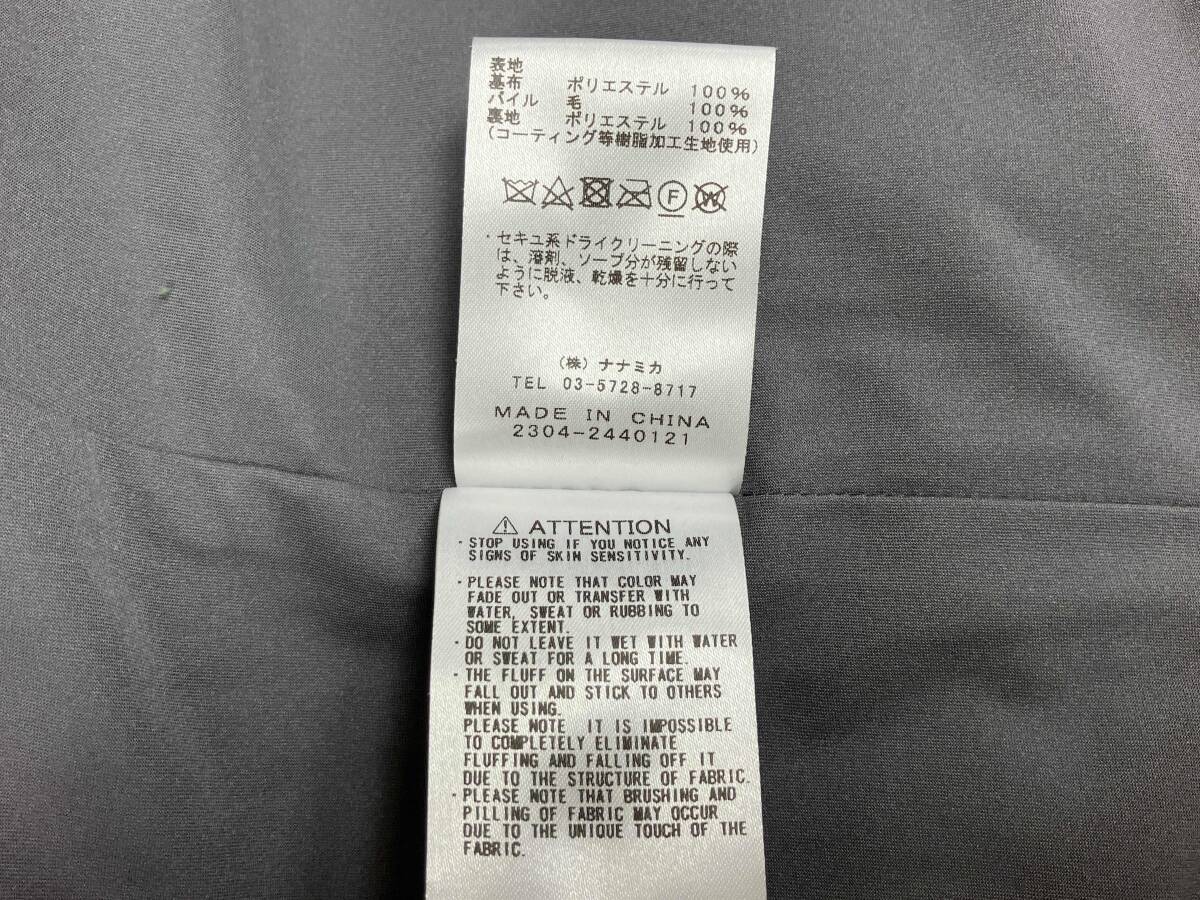 表地
基布 ポリエステル 100%
パイル 毛 100%
裏地 ポリエステル 100%
(コーティング等樹脂加工生地使用)
F W
・セキユ系ドライクリーニングの際
は、溶剤、ソープ分が残留しない
ように脱液、乾燥を十分に行って
下さい。
(株) ナナミカ
TEL 03-5728-8717
MADE IN CHINA
2304-2440121
⚠ ATTENTION
・STOP USING IF YOU NOTICE ANY
SIGNS OF SKIN SENSITIVITY.
・PLEASE NOTE THAT COLOR MAY
FADE OUT OR TRANSFER WITH
WATER, SWEAT OR RUBBING TO
SOME EXTENT.
・DO NOT LEAVE IT WET WITH WATER
OR SWEAT FOR A LONG TIME.
・THE FLUFF ON THE SURFACE MAY
FALL OUT AND STICK TO OTHERS
WHEN USING.
PLEASE NOTE IT IS IMPOSSIBLE
TO COMPLETELY ELIMINATE
FLUFFING AND FALLING OFF IT
DUE TO THE STRUCTURE OF FABRIC.
・PLEASE NOTE THAT BRUSHING AND
PILLING OF FABRIC MAY OCCUR
DUE TO THE UNIQUE TOUCH OF THE
FABRIC.